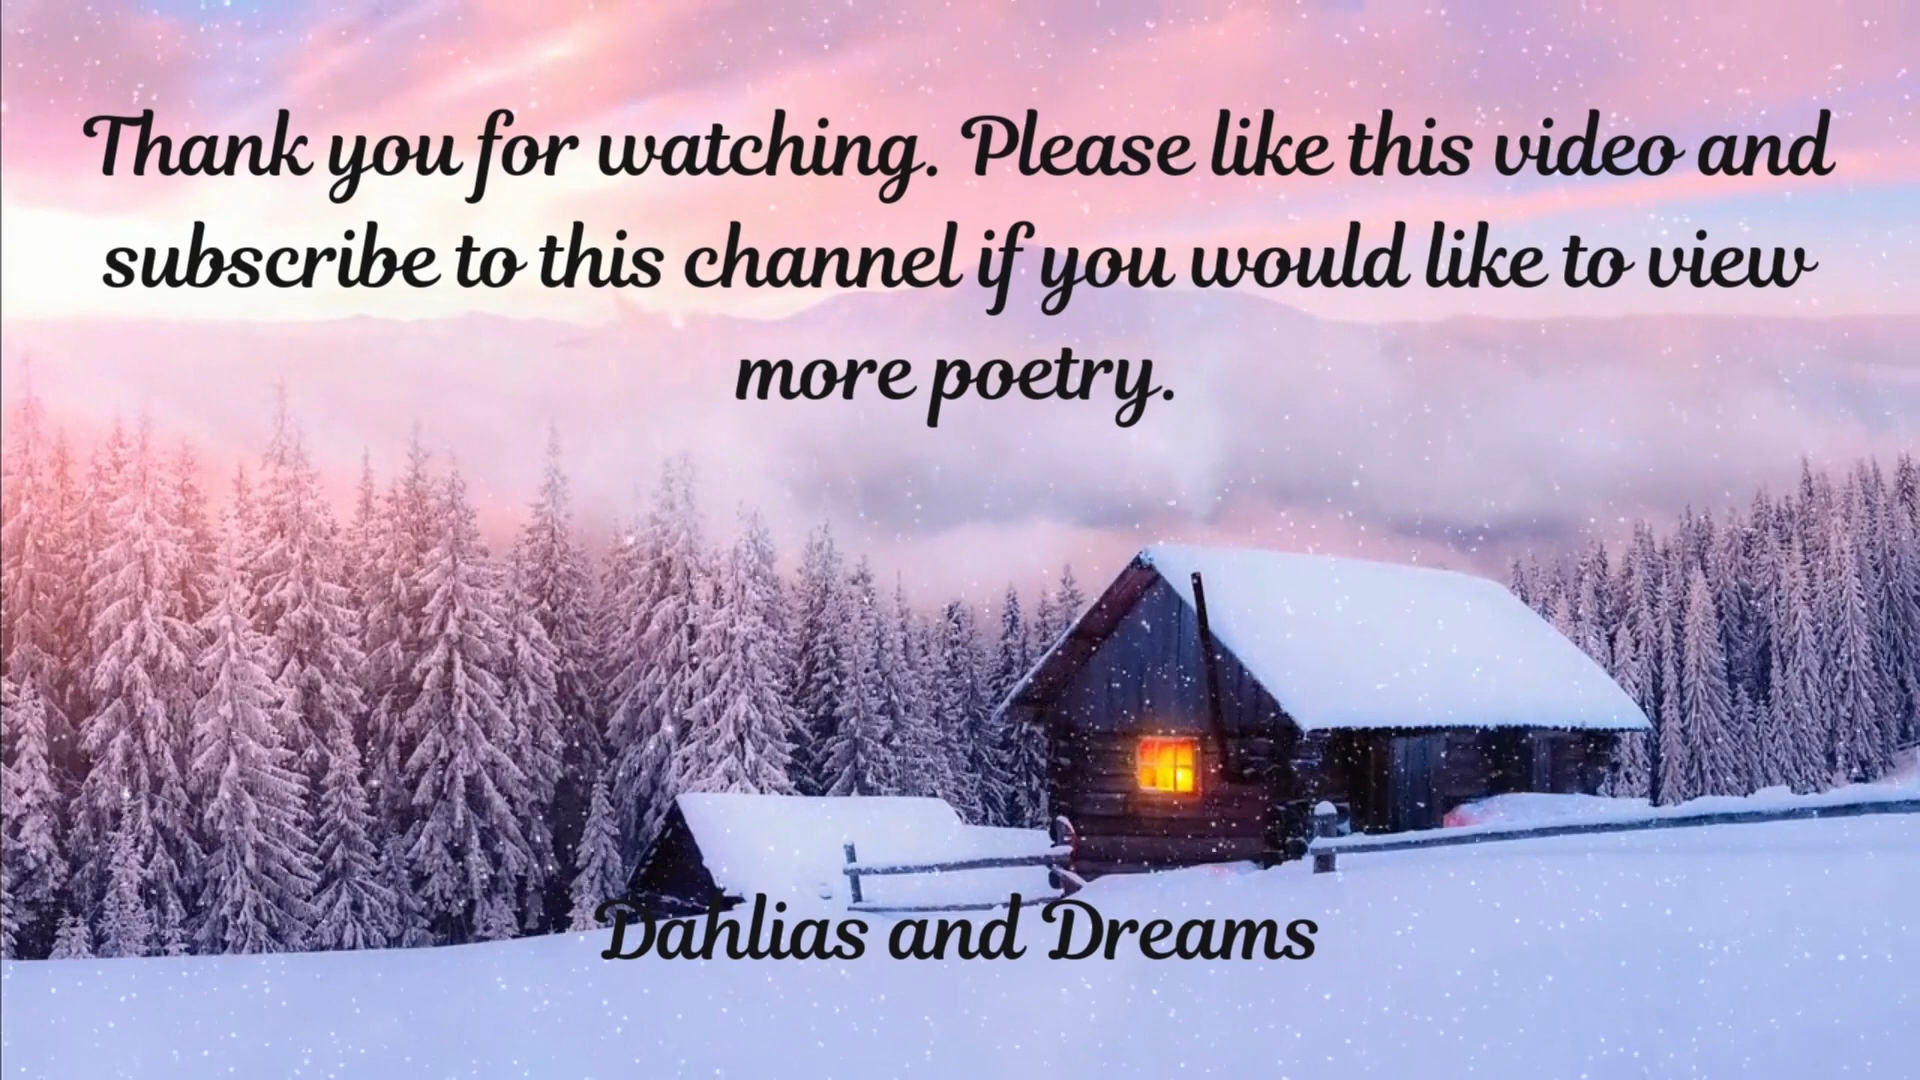 Thank you for watching. Please like this video and
subscribe to this channel if you would like to view
more poetry.
Dahlias and Dreams